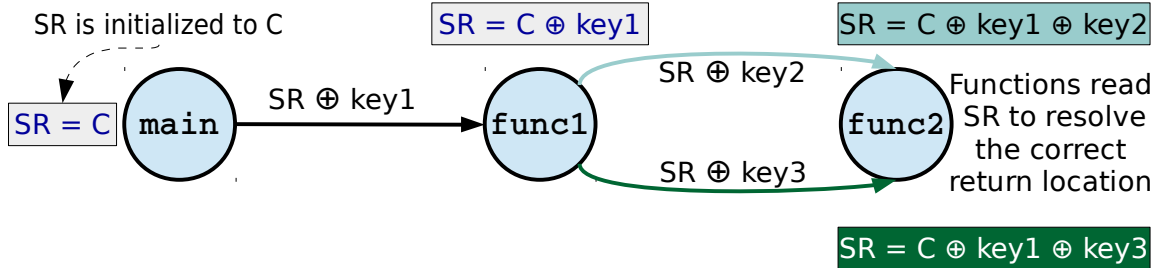 SR is initialized to C
SR = C ⊕ key1
SR = C ⊕ key1 ⊕ key2
SR = C
main
SR ⊕ key1
func1
SR ⊕ key2
SR ⊕ key3
func2
Functions read
SR to resolve
the correct
return location
SR = C ⊕ key1 ⊕ key3